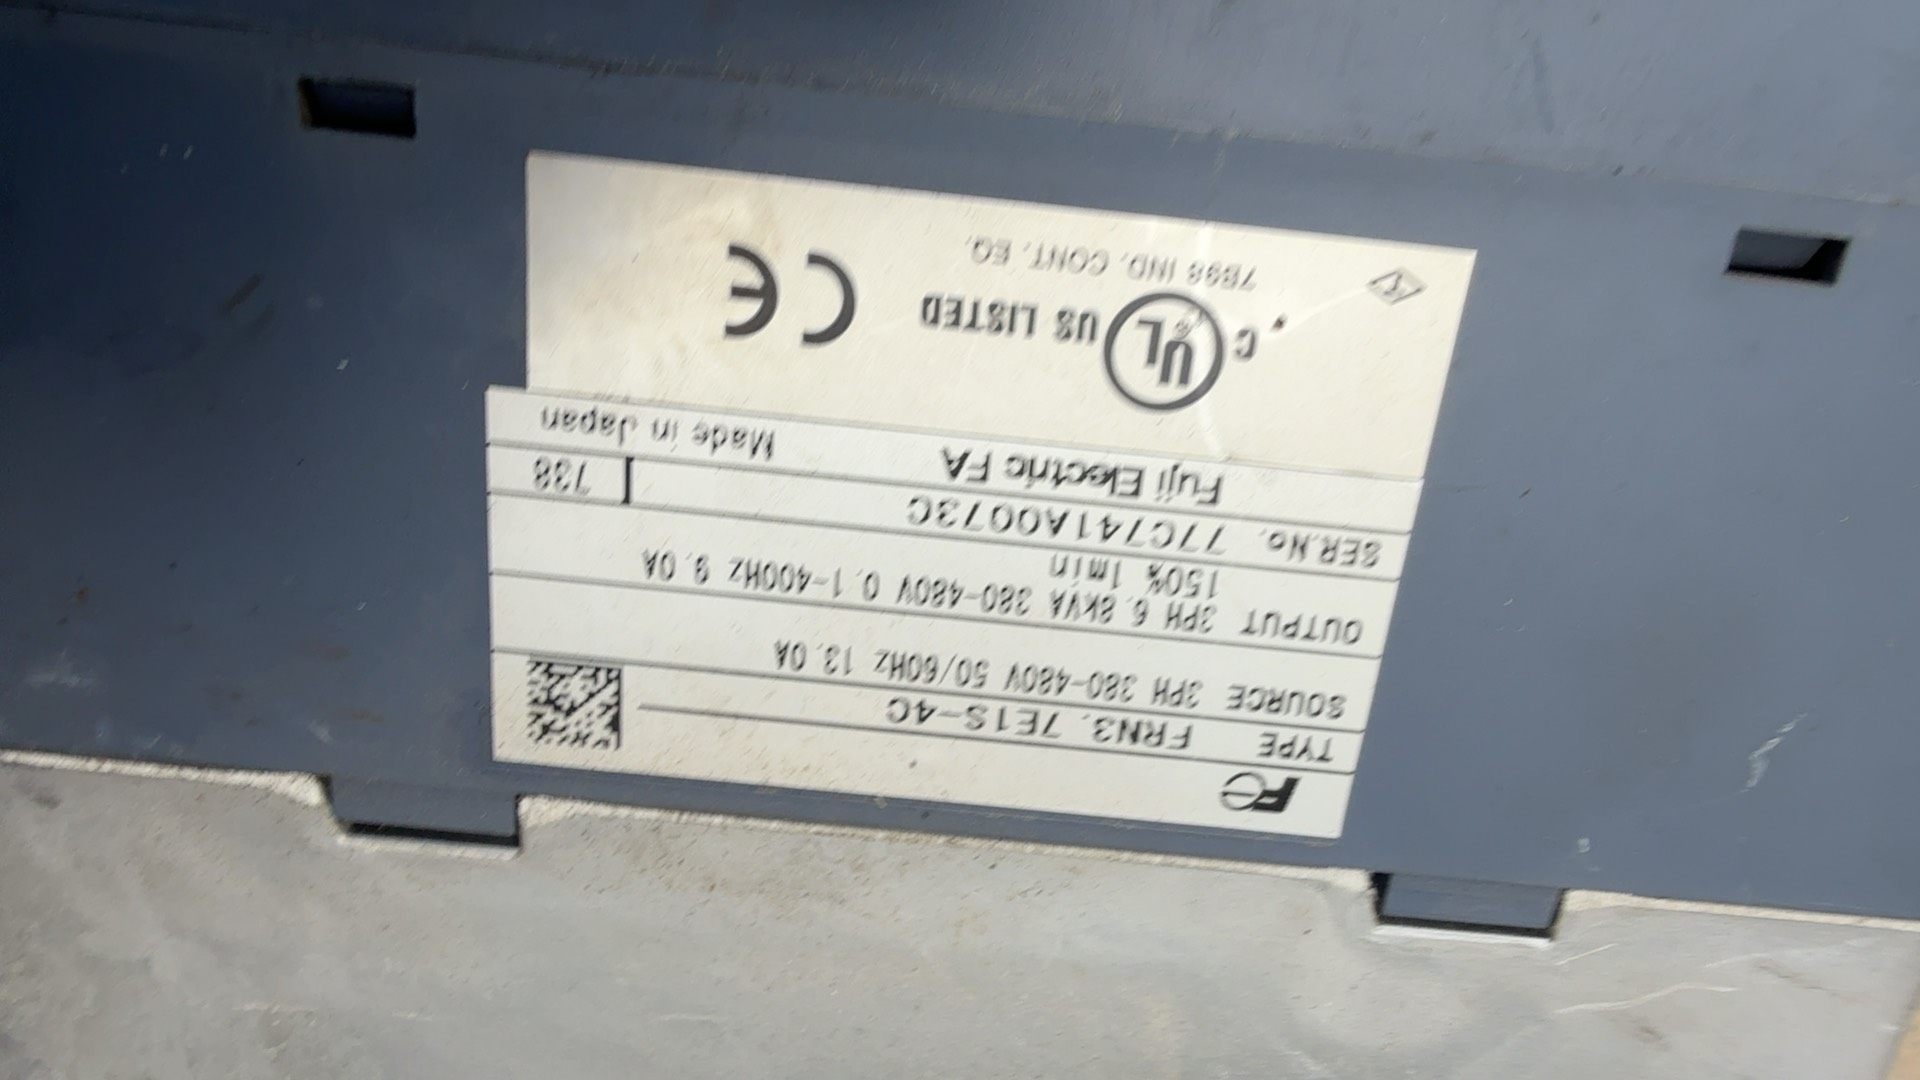 Fe
TYPE FRN3.7E1S-4C
SOURCE 3PH 380-480V 50/60Hz 13.0A
OUTPUT 3PH 6.8kVA 380-480V 0.1-400Hz 9.0A
150% 1min
SER.No. 77C741A0073C 738
Fuji Electric FA Made in Japan
C UL US LISTED CE
7B98 IND. CONT. EQ.